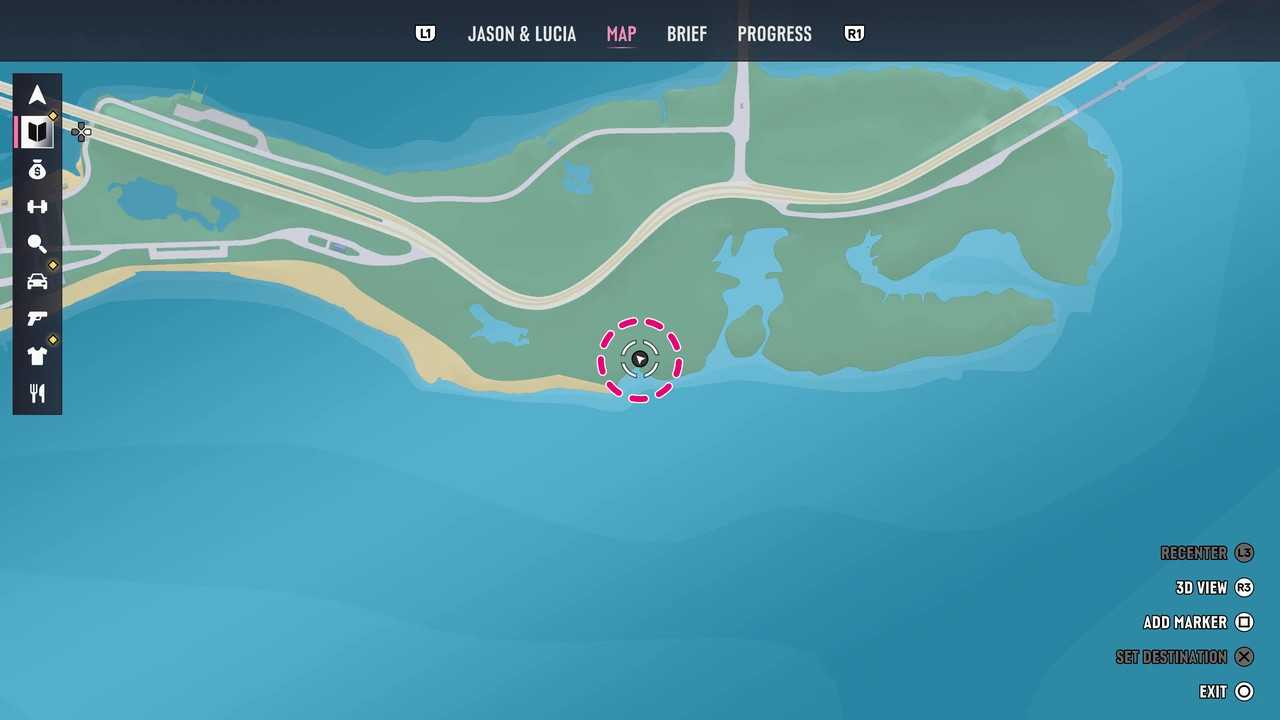 L1 JASON & LUCIA MAP BRIEF PROGRESS R1
$
RECENTER L3
3D VIEW R3
ADD MARKER
SET DESTINATION
EXIT